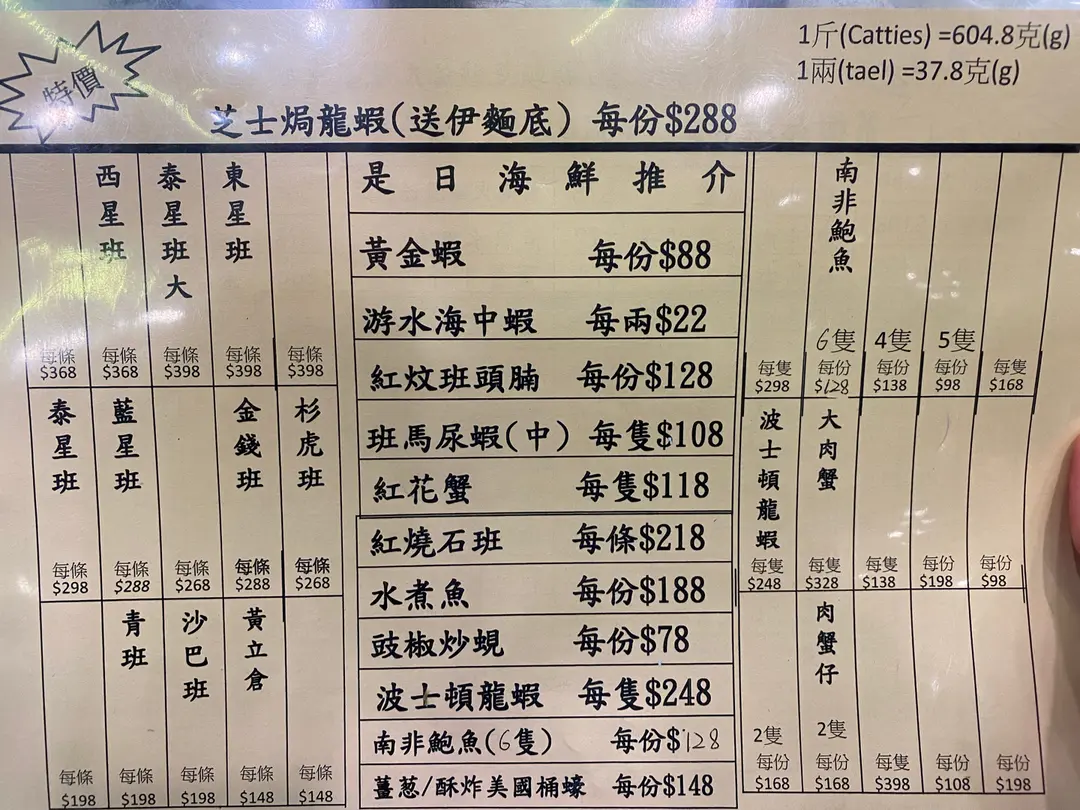 1斤(Catties) =604.8克(g)
1兩(tael) =37.8克(g)
特價
芝士焗龍蝦(送伊麵底) 每份$288
西星班
泰星班大
東星班
每條 $368
每條 $368
每條 $398
每條 $398
每條 $398
泰星班
藍星班
金錢班
杉虎班
每條 $298
每條 $288
每條 $268
每條 $288
每條 $268
青班
沙巴班
黃立倉
每條 $198
每條 $198
每條 $198
每條 $148
每條 $148
是日海鮮推介
黃金蝦 每份$88
游水海中蝦 每兩$22
紅炆班頭腩 每份$128
班馬尿蝦(中) 每隻$108
紅花蟹 每隻$118
紅燒石班 每條$218
水煮魚 每份$188
豉椒炒蜆 每份$78
波士頓龍蝦 每隻$248
南非鮑魚(6隻) 每份$128
薑葱/酥炸美國桶蠔 每份$148
南非鮑魚
6隻
4隻
5隻
每隻 $298
每份 $128
每份 $138
每份 $98
每隻 $168
波士頓龍蝦
大肉蟹
每隻 $248
每隻 $328
每隻 $138
每份 $198
每份 $98
肉蟹仔
2隻
2隻
每份 $168
每份 $168
每隻 $398
每份 $108
每份 $198